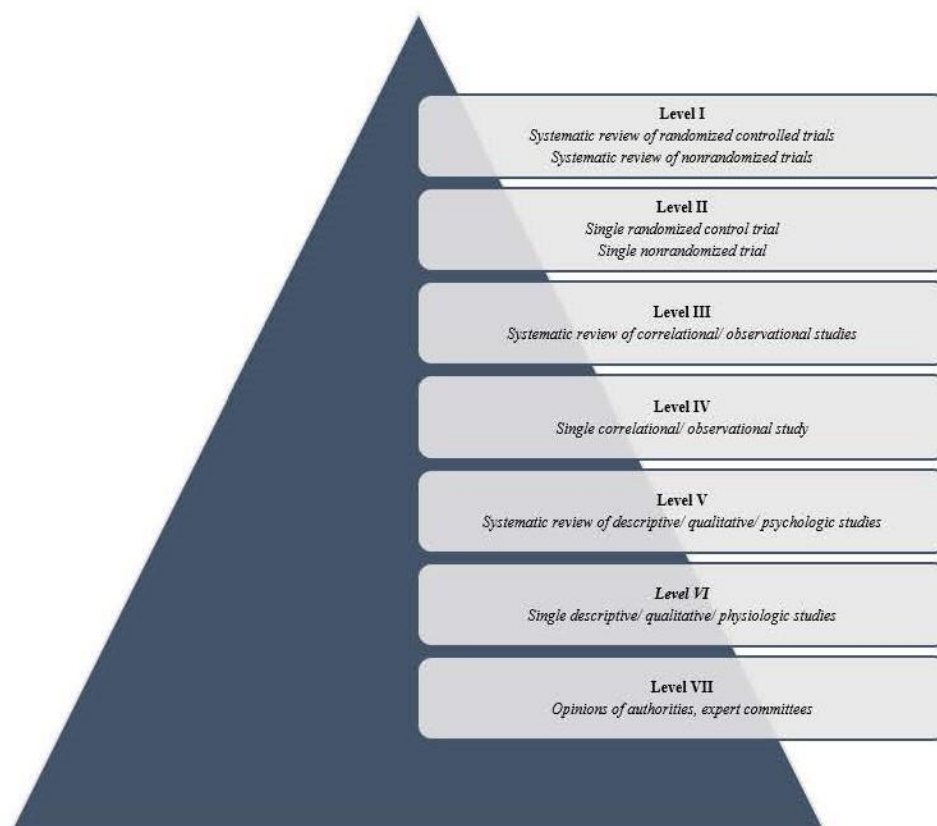 Level I
Systematic review of randomized controlled trials
Systematic review of nonrandomized trials
Level II
Single randomized control trial
Single nonrandomized trial
Level III
Systematic review of correlational/ observational studies
Level IV
Single correlational/ observational study
Level V
Systematic review of descriptive/ qualitative/ psychologic studies
Level VI
Single descriptive/ qualitative/ physiologic studies
Level VII
Opinions of authorities, expert committees